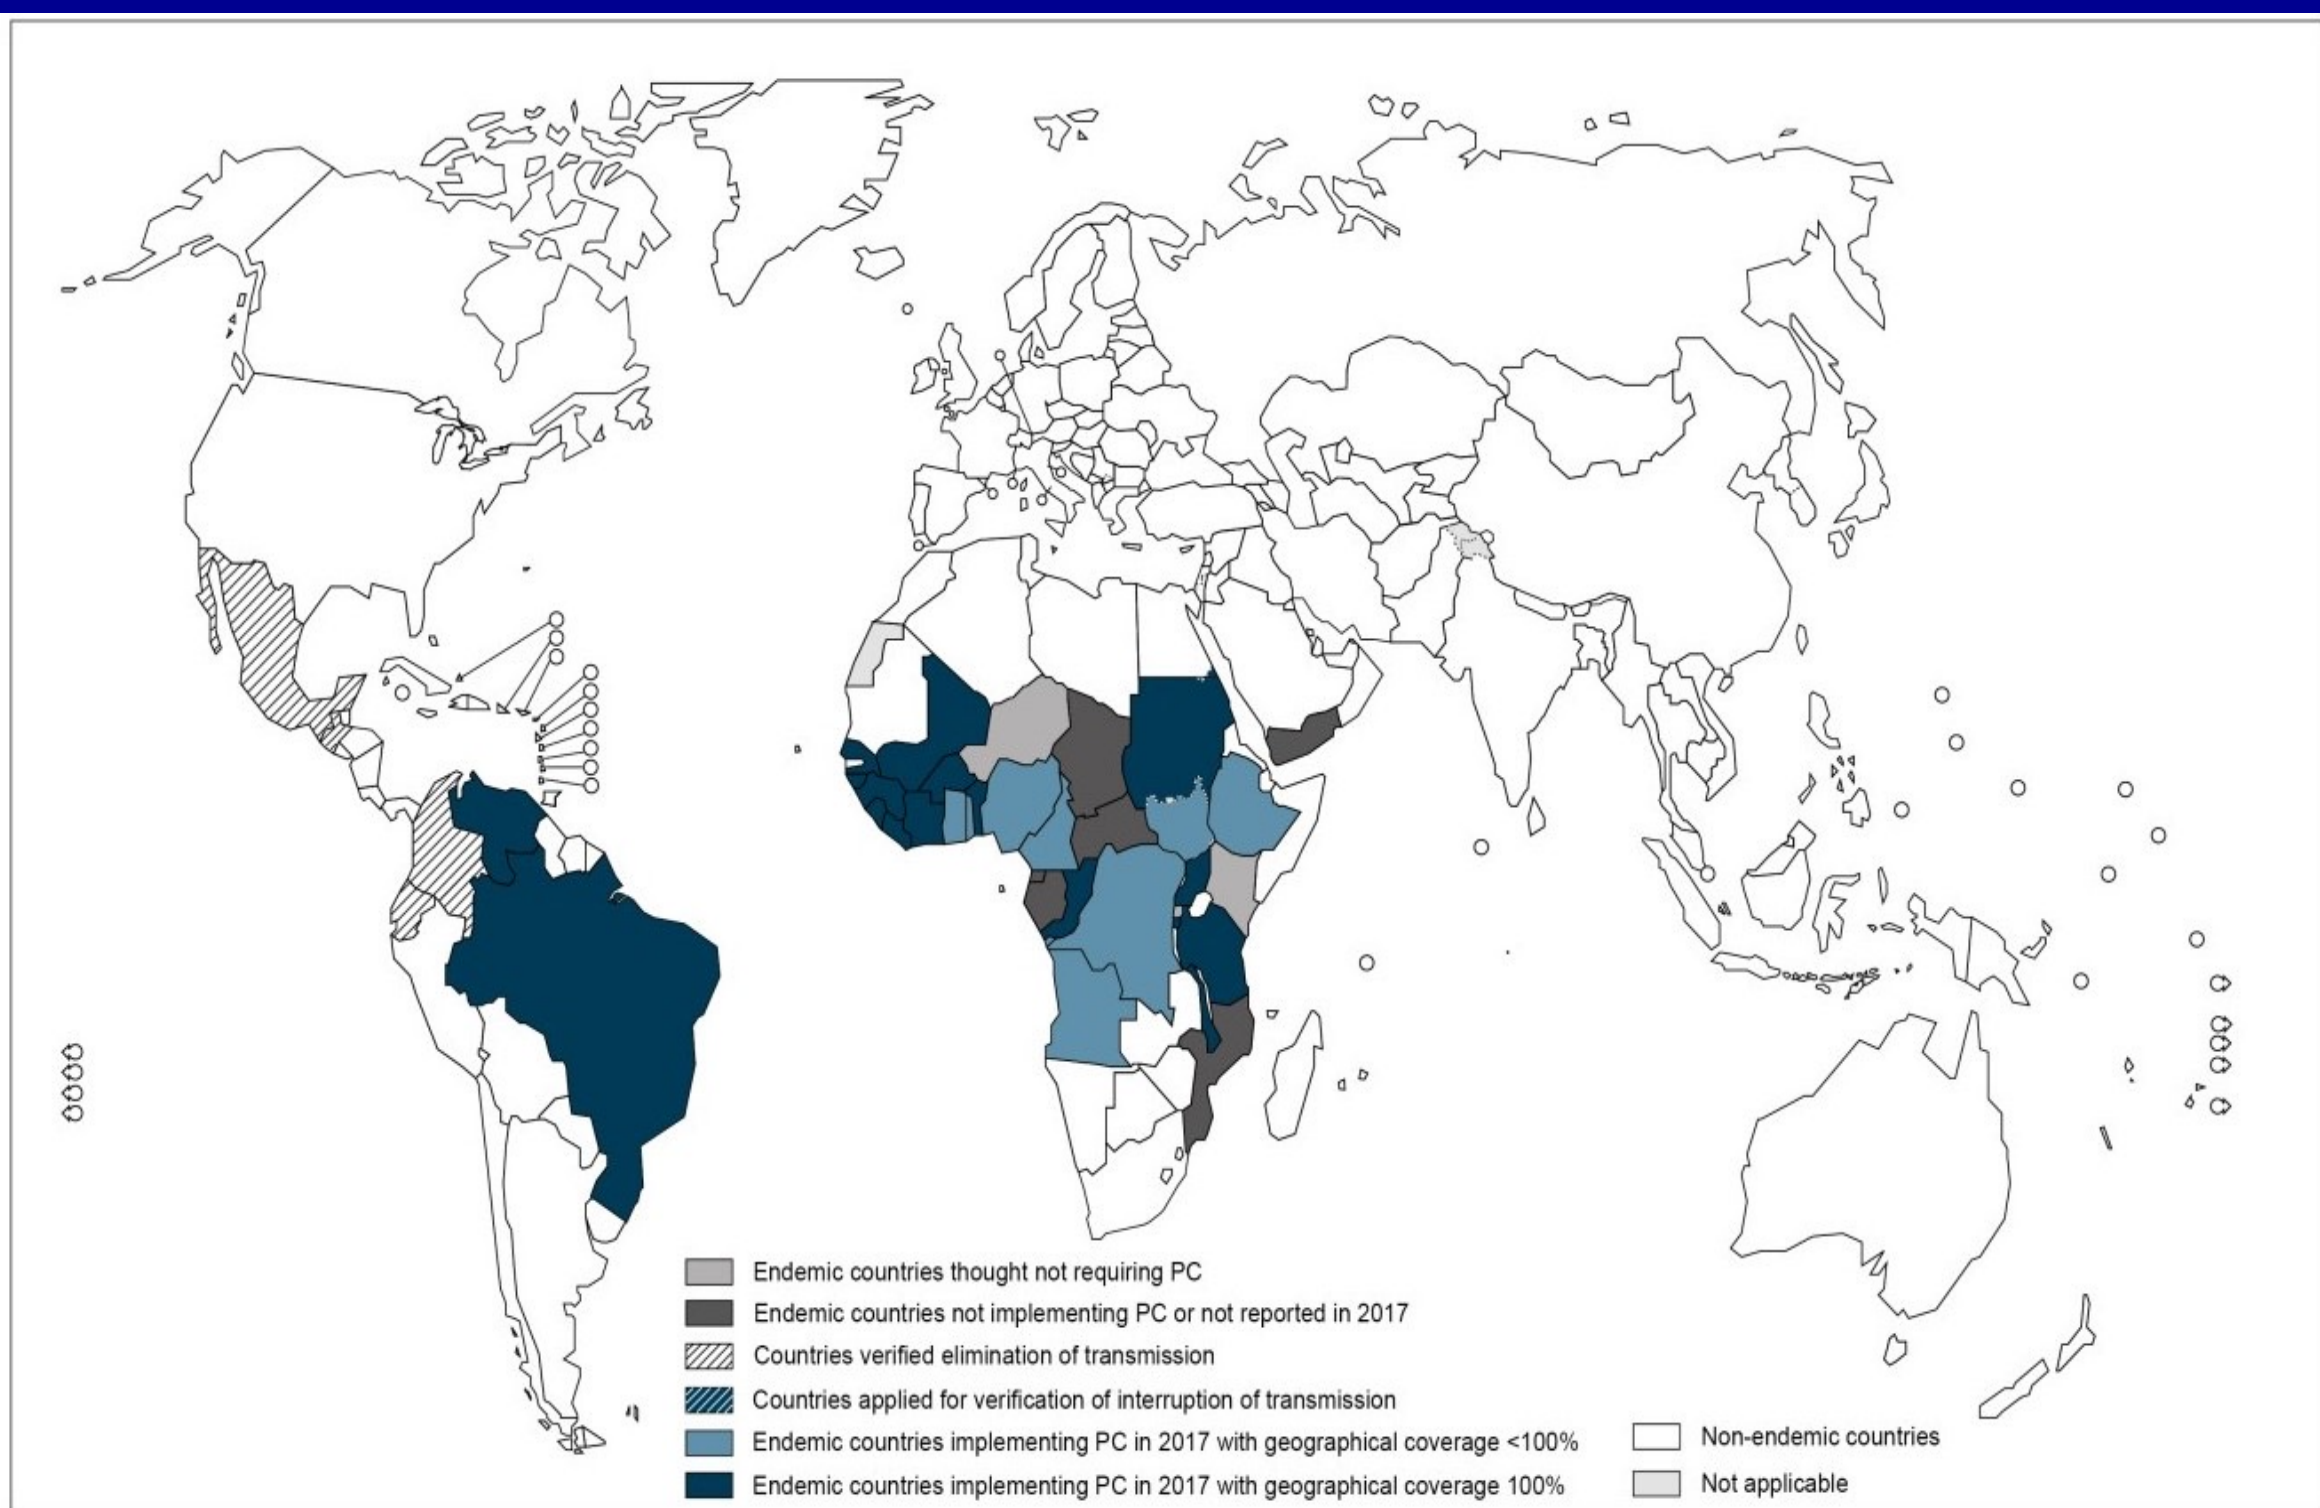 Endemic countries thought not requiring PC
Endemic countries not implementing PC or not reported in 2017
Countries verified elimination of transmission
Countries applied for verification of interruption of transmission
Endemic countries implementing PC in 2017 with geographical coverage <100%
Endemic countries implementing PC in 2017 with geographical coverage 100%
Non-endemic countries
Not applicable